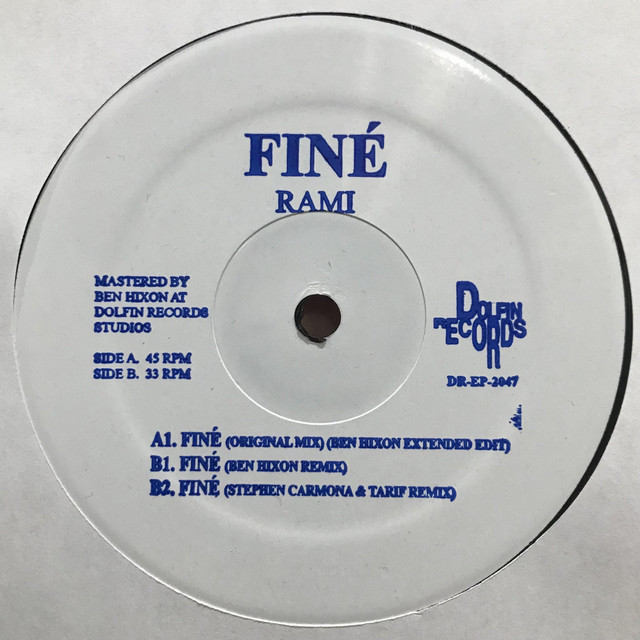 FINÉ
RAMI
MASTERED BY
BEN HIXON AT
DOLFIN RECORDS
STUDIOS
SIDE A. 45 RPM
SIDE B. 33 RPM
DOLFIN
RECORDS
DR-EP-2047
A1. FINÉ (ORIGINAL MIX) (BEN HIXON EXTENDED EDIT)
B1. FINÉ (BEN HIXON REMIX)
B2. FINÉ (STEPHEN CARMONA & TARIF REMIX)